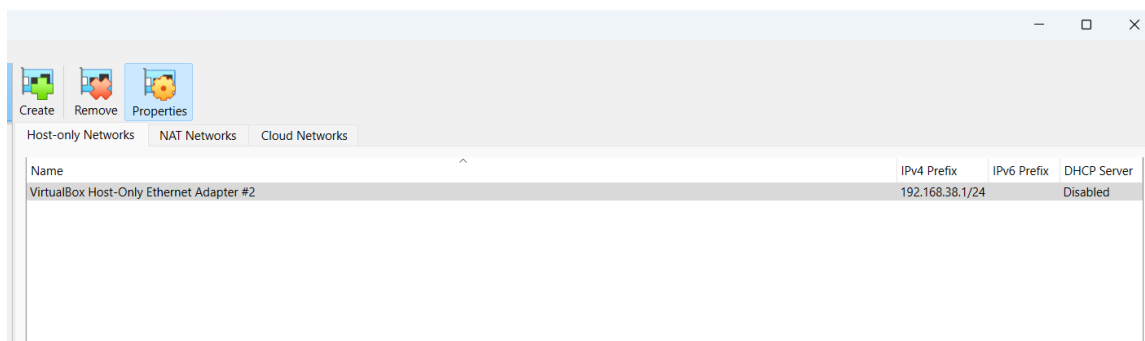 Create Remove Properties
Host-only Networks NAT Networks Cloud Networks
Name IPv4 Prefix IPv6 Prefix DHCP Server
VirtualBox Host-Only Ethernet Adapter #2 192.168.38.1/24 Disabled